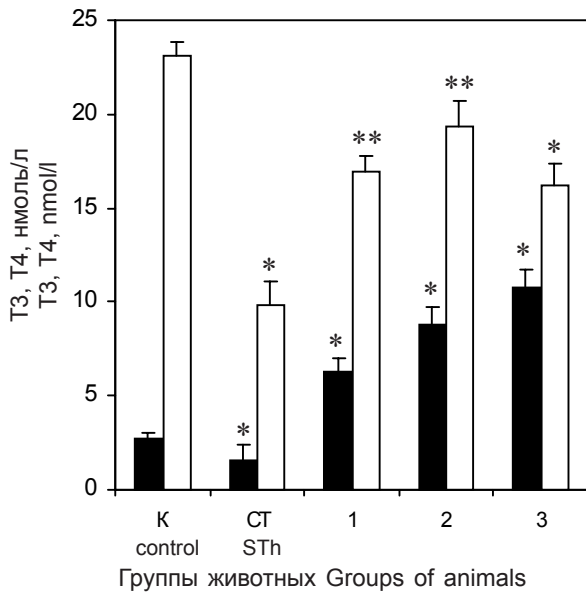 25
20
15
10
5
0
Т3, Т4, нмоль/л
T3, T4, nmol/l
*
*
*
**
*
**
*
*
К СТ 1 2 3
control STh
Группы животных Groups of animals